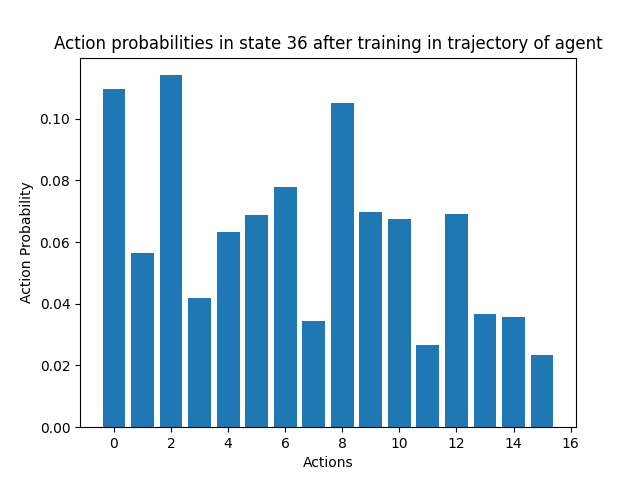 Action probabilities in state 36 after training in trajectory of agent
Action Probability
0.10
0.08
0.06
0.04
0.02
0.00
0 2 4 6 8 10 12 14 16
Actions